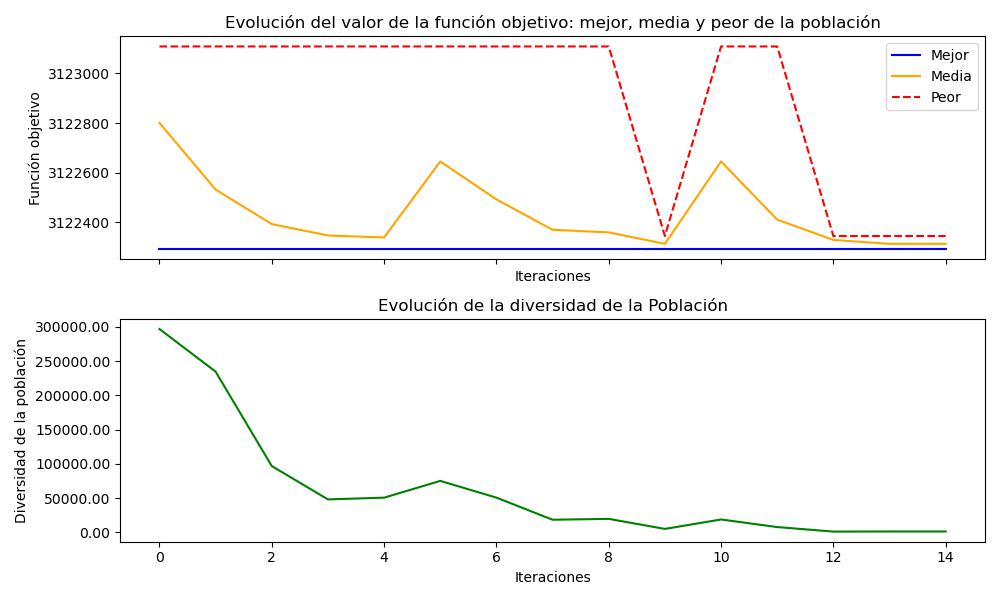 Evolución del valor de la función objetivo: mejor, media y peor de la población
Función objetivo
3123000
3122800
3122600
3122400
Mejor
Media
Peor
Iteraciones
Evolución de la diversidad de la Población
Diversidad de la población
300000.00
250000.00
200000.00
150000.00
100000.00
50000.00
0.00
0 2 4 6 8 10 12 14
Iteraciones